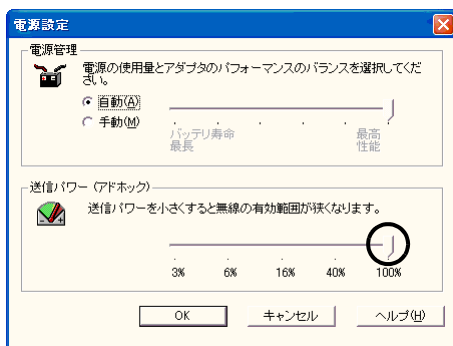 電源設定
電源管理
電源の使用量とアダプタのパフォーマンスのバランスを選択してくだ
さい。
自動(A)
手動(M)
バッテリ寿命
最長
最高
性能
送信パワー (アドホック)
送信パワーを小さくすると無線の有効範囲が狭くなります。
3%
6%
16%
40%
100%
OK
キャンセル
ヘルプ(H)